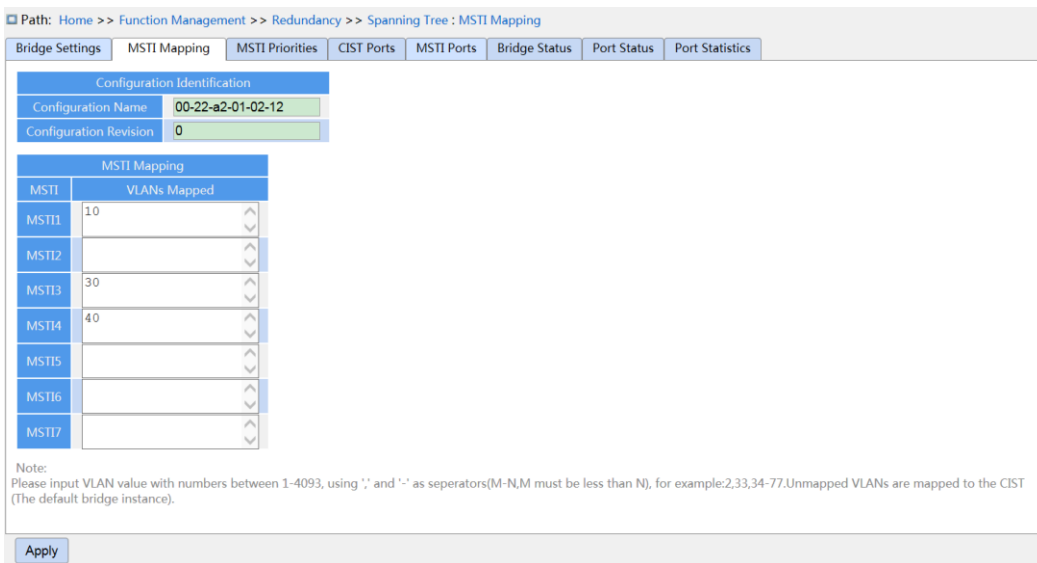 Path: Home >> Function Management >> Redundancy >> Spanning Tree : MSTI Mapping
Bridge Settings MSTI Mapping MSTI Priorities CIST Ports MSTI Ports Bridge Status Port Status Port Statistics
Configuration Identification
Configuration Name 00-22-a2-01-02-12
Configuration Revision 0
MSTI Mapping
MSTI VLANs Mapped
MSTI1 10
MSTI2
MSTI3 30
MSTI4 40
MSTI5
MSTI6
MSTI7
Note:
Please input VLAN value with numbers between 1-4093, using ',' and '-' as seperators(M-N,M must be less than N), for example:2,33,34-77.Unmapped VLANs are mapped to the CIST
(The default bridge instance).
Apply